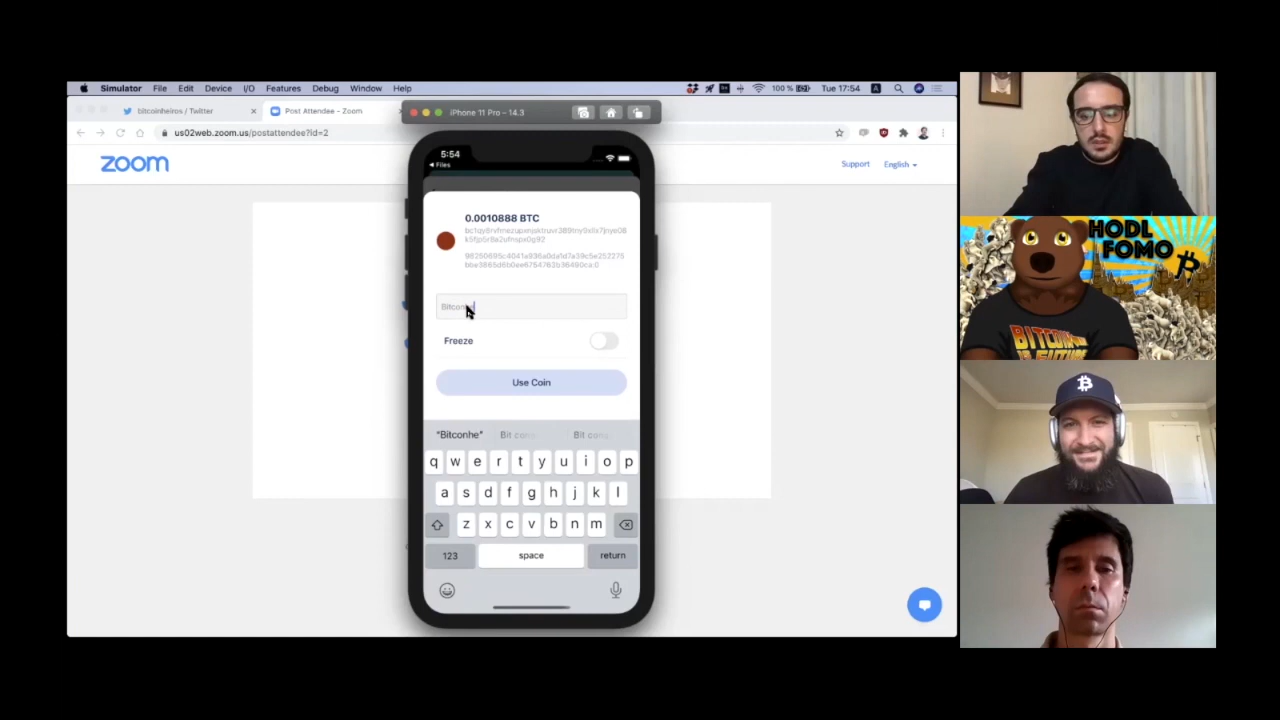 Simulator File Edit Device I/O Features Debug Window Help
100 % Tue 17:54 A
bitcoinheiros / Twitter
Post Attendee - Zoom
iPhone 11 Pro – 14.3
us02web.zoom.us/postattendee?id=2
zoom
Support
English
5:54
Files
0.0010888 BTC
Freeze
Use Coin
"Bitconhe"
q w e r t y u i o p
a s d f g h j k l
z x c v b n m
123
space
return
HODL
FOMO
BITCOIN